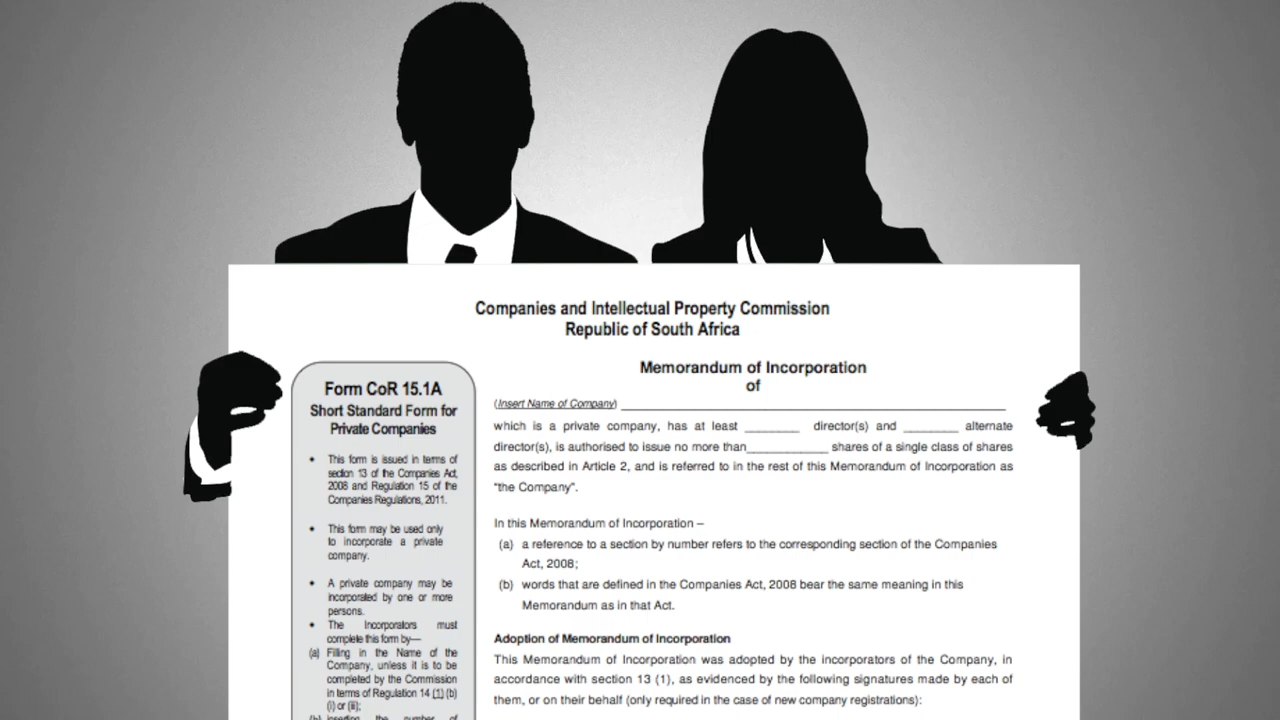 Companies and Intellectual Property Commission
Republic of South Africa
Form CoR 15.1A
Short Standard Form for
Private Companies
• This form is issued in terms of
section 13 of the Companies Act,
2008 and Regulation 15 of the
Companies Regulations, 2011.
• This form may be used only
to incorporate a private
company.
• A private company may be
incorporated by one or more
persons.
• The Incorporators must
complete this form by—
(a) Filling in the Name of the
Company, unless it is to be
completed by the Commission
in terms of Regulation 14 (1) (b)
(i) or (ii);
(b) inserting the number of
Memorandum of Incorporation
of
(Insert Name of Company) ____________________
which is a private company, has at least ________ director(s) and ________ alternate
director(s), is authorised to issue no more than____________ shares of a single class of shares
as described in Article 2, and is referred to in the rest of this Memorandum of Incorporation as
“the Company”.
In this Memorandum of Incorporation –
(a) a reference to a section by number refers to the corresponding section of the Companies
Act, 2008;
(b) words that are defined in the Companies Act, 2008 bear the same meaning in this
Memorandum as in that Act.
Adoption of Memorandum of Incorporation
This Memorandum of Incorporation was adopted by the incorporators of the Company, in
accordance with section 13 (1), as evidenced by the following signatures made by each of
them, or on their behalf (only required in the case of new company registrations):